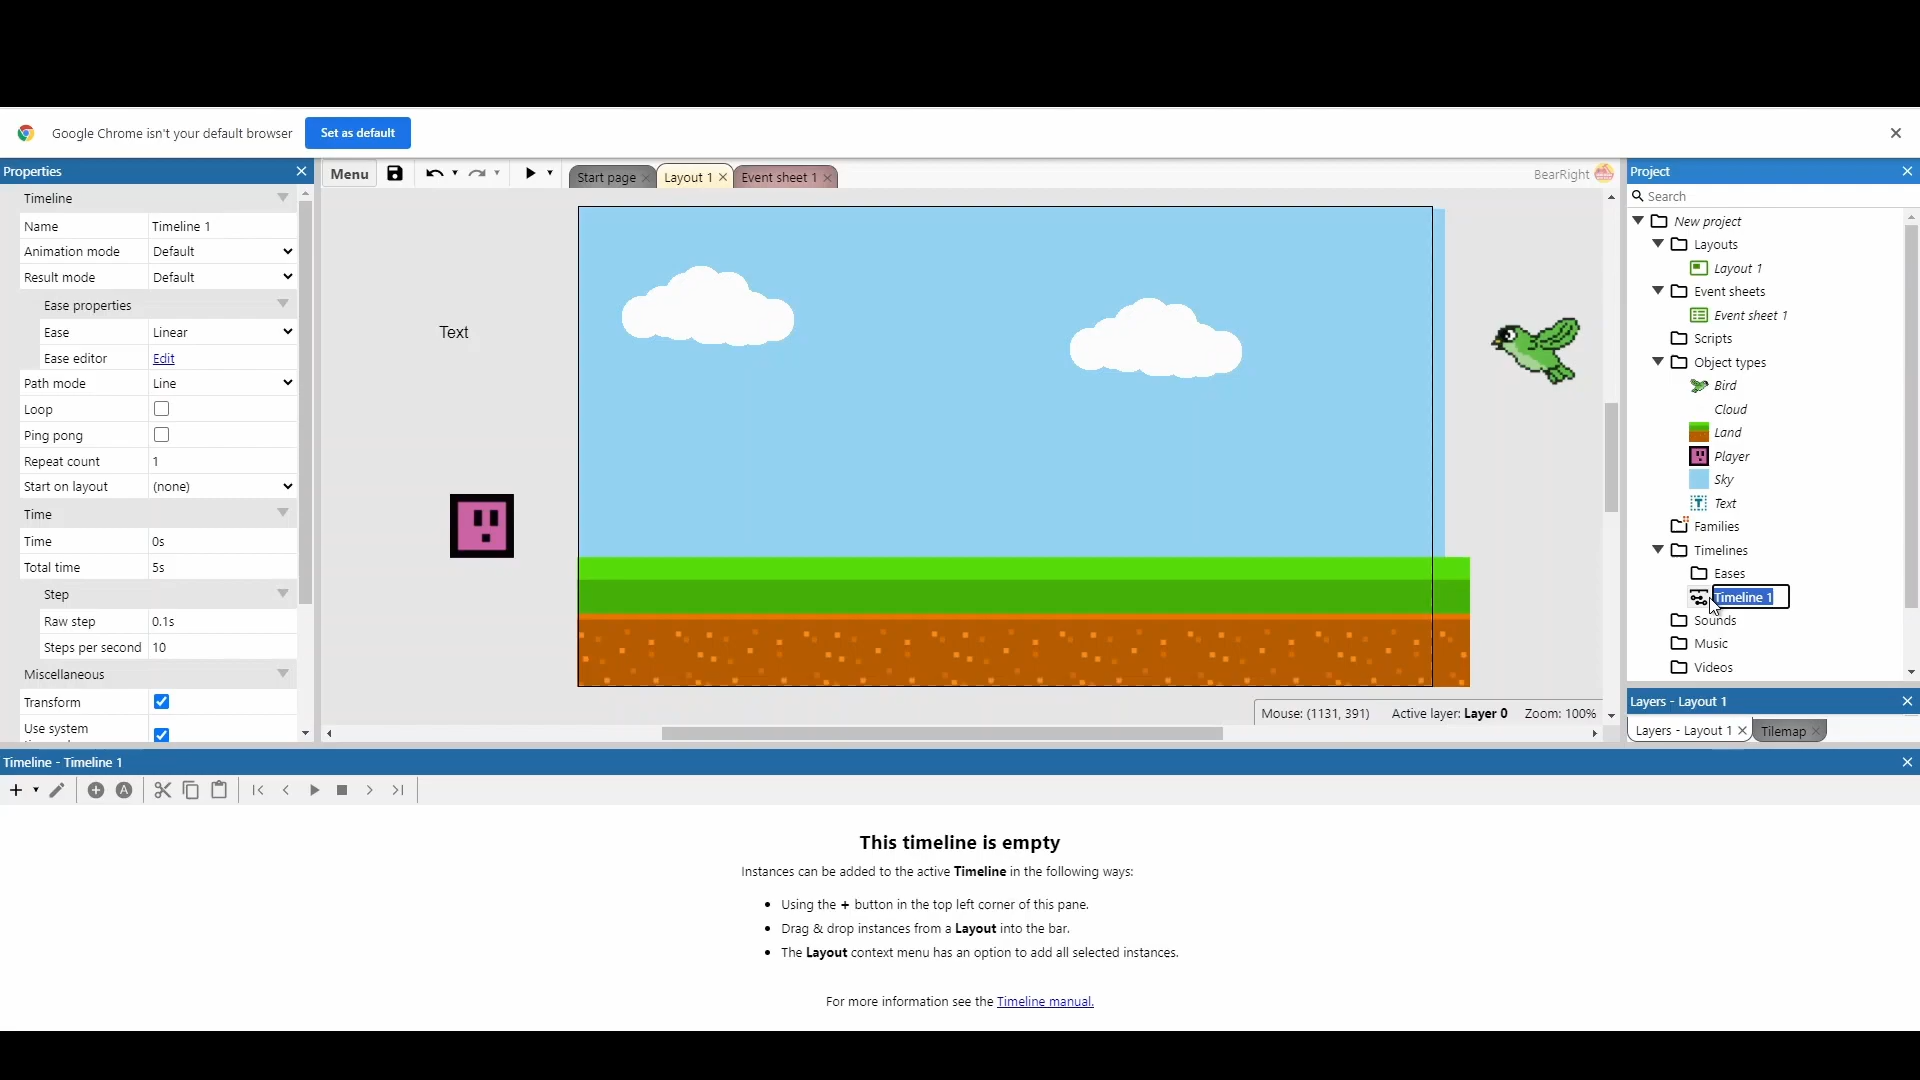 Google Chrome isn't your default browser Set as default
Properties
Timeline
Name Timeline 1
Animation mode Default
Result mode Default
Ease properties
Ease Linear
Ease editor Edit
Path mode Line
Loop
Ping pong
Repeat count 1
Start on layout (none)
Time
Time 0s
Total time 5s
Step
Raw step 0.1s
Steps per second 10
Miscellaneous
Transform
Use system
Menu
Start page
Layout 1
Event sheet 1
BearRight
Text
Mouse: (1131, 391) Active layer: Layer 0 Zoom: 100%
Project
Search
New project
Layouts
Layout 1
Event sheets
Event sheet 1
Scripts
Object types
Bird
Cloud
Land
Player
Sky
Text
Families
Timelines
Eases
Timeline 1
Sounds
Music
Videos
Layers - Layout 1
Layers - Layout 1 Tilemap
Timeline - Timeline 1
This timeline is empty
Instances can be added to the active Timeline in the following ways:
• Using the + button in the top left corner of this pane.
• Drag & drop instances from a Layout into the bar.
• The Layout context menu has an option to add all selected instances.
For more information see the Timeline manual.